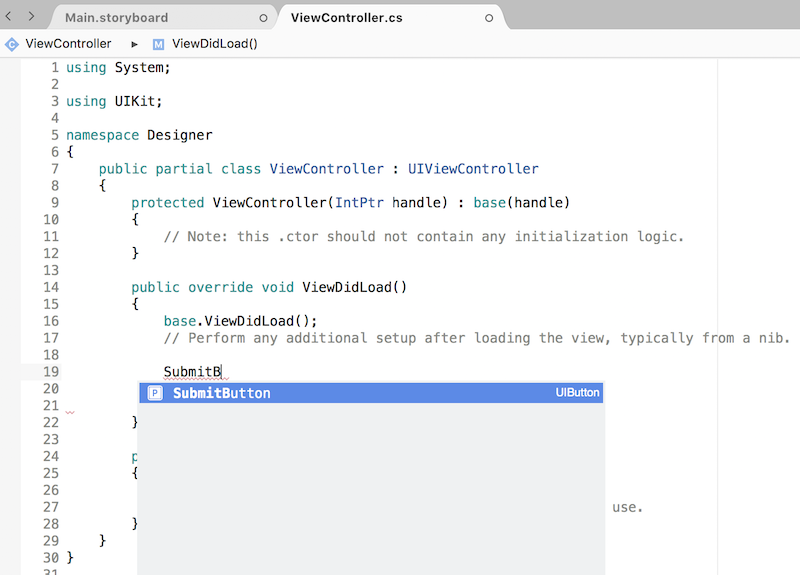 Main.storyboard ViewController.cs
C ViewController M ViewDidLoad()
1 using System;
2
3 using UIKit;
4
5 namespace Designer
6 {
7 public partial class ViewController : UIViewController
8 {
9 protected ViewController(IntPtr handle) : base(handle)
10 {
11 // Note: this .ctor should not contain any initialization logic.
12 }
13
14 public override void ViewDidLoad()
15 {
16 base.ViewDidLoad();
17 // Perform any additional setup after loading the view, typically from a nib.
18
19 SubmitB
20 P SubmitButton UIButton
21
22 }
23
24 p
25 {
26
27 use.
28 }
29 }
30 }
31